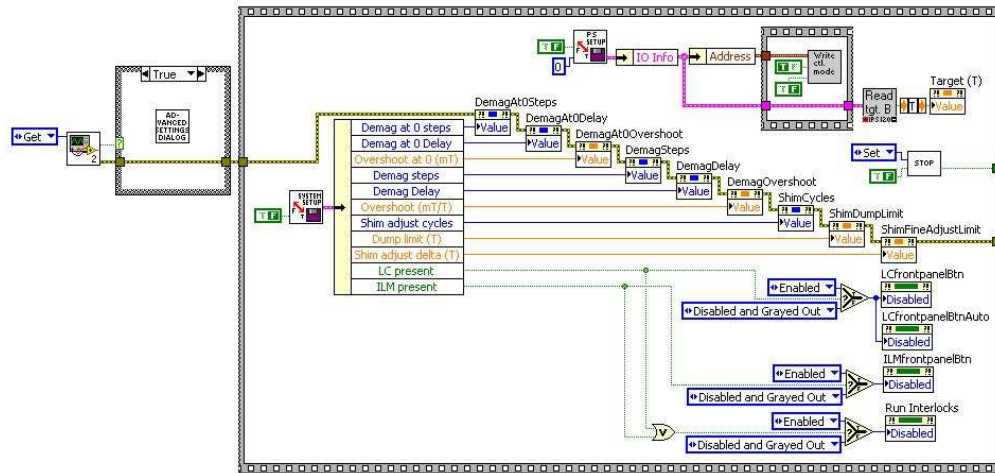 True
AD-
VANCED
SETTINGS
DIALOG
Get
?
2
PS
SETUP
F
T
F
0
IO Info
Address
T
F
Write
ctl.
mode
Read
tgt. B
IPS120
T
Target (T)
Value
Set
F
STOP
DemagAt0Steps
Value
DemagAt0Delay
Value
DemagAt0Overshoot
Value
DemagSteps
Value
DemagDelay
Value
DemagOvershoot
Value
ShimCycles
Value
ShimDumpLimit
Value
ShimFineAdjustLimit
Value
SYSTEM
SETUP
F
T
F
Demag at 0 steps
Demag at 0 Delay
Overshoot at 0 (mT)
Demag steps
Demag Delay
Overshoot (mT/T)
Shim adjust cycles
Dump limit (T)
Shim adjust delta (T)
LC present
ILM present
Enabled
Disabled and Grayed Out
?
LCfrontpanelBtn
Disabled
LCfrontpanelBtnAuto
Disabled
Enabled
Disabled and Grayed Out
?
ILMfrontpanelBtn
Disabled
V
Enabled
Disabled and Grayed Out
?
Run Interlocks
Disabled